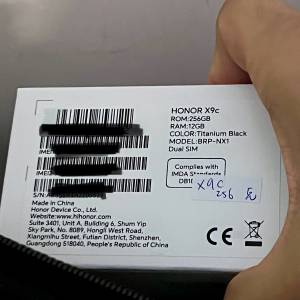 HONOR X9c
ROM:256GB
RAM:12GB
COLOR:Titanium Black
MODEL:BRP-NX1
Dual SIM
IMEI
IMEI2
S/N:
Complies with
IMDA Standards
DB10
X9C
256
Made in China
Honor Device Co., Ltd.
Website:www.hihonor.com
Suite 3401, Unit A, Building 6, Shum Yip
Sky Park, No. 8089, Hongli West Road,
Xiangmihu Street, Futian District, Shenzhen,
Guangdong 518040, People's Republic of China
CE